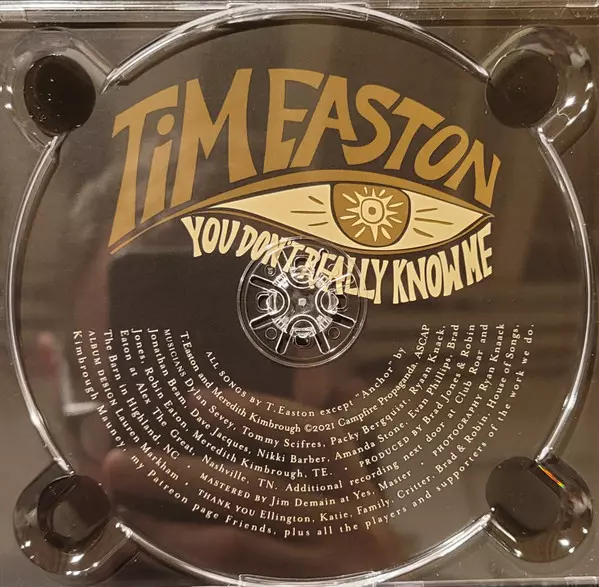 TiM EASTON
YOU DON'T REALLY KNOW ME
ALL SONGS by T. Easton except "Anchor" by
T. Easton and Meredith Kimbrough ©2021 Campfire Propaganda, ASCAP
MUSICIANS Dylan Sevey, Tommy Scifres, Packy Bergquist, Ryaan Knack,
Jonathan Beam, Dave Jacques, Nikki Barber, Amanda Stone, Evan Phillips, Brad
Jones, Robin Eaton, Meredith Kimbrough, TE. PRODUCED BY Brad Jones & Robin
Eaton at Alex The Great, Nashville, TN. Additional recording next door at Club Roar and
The Barn in Highland, NC. • MASTERED BY Jim Demain at Yes, Master • PHOTOGRAPHY Ryan Knaack
ALBUM DESIGN Lauren Markham • THANK YOU Ellington, Katie, Family, Critter, Brad & Robin, House of Songs,
Kimbrough Mauney, my Patreon page Friends, plus all the players and supporters of the work we do.